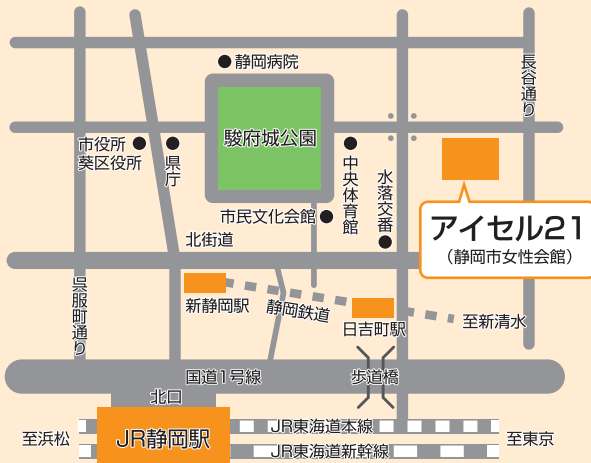 静岡病院
長谷通り
駿府城公園
市役所
葵区役所
県庁
中央体育館
水落交番
市民文化会館
アイセル21
（静岡市女性会館）
北街道
呉服町通り
新静岡駅
静岡鉄道
日吉町駅
至新清水
国道1号線
歩道橋
北口
至浜松
JR静岡駅
JR東海道本線
JR東海道新幹線
至東京